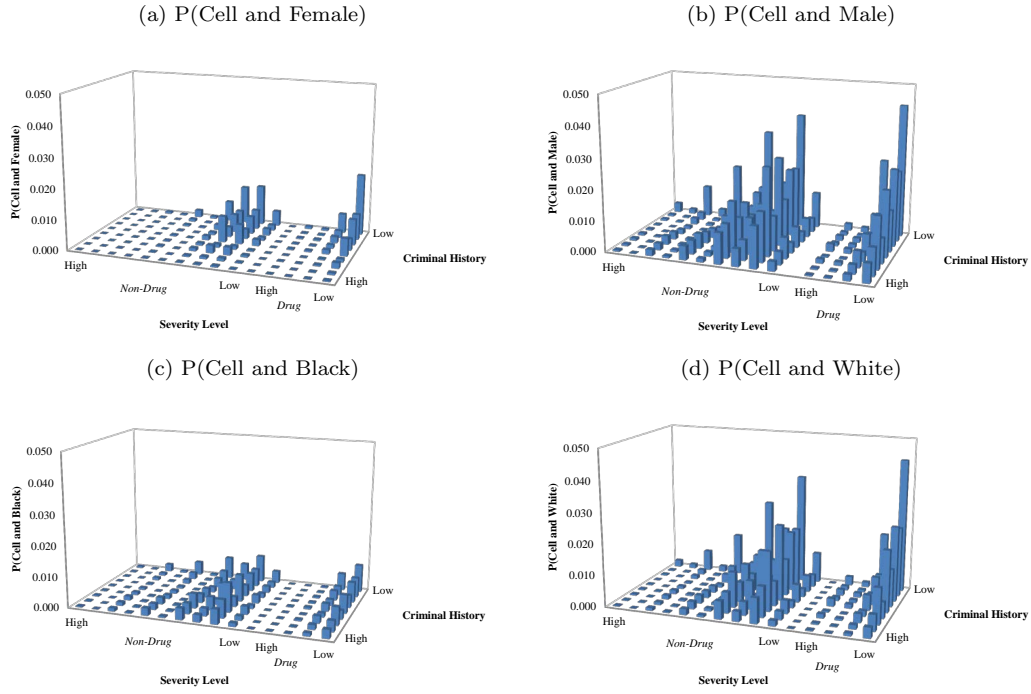 (a) P(Cell and Female)
0.050
0.040
0.030
0.020
0.010
0.000
P(Cell and Female)
High
Non-Drug
Low
High
Drug
Low
High
Low
Criminal History
Severity Level
(b) P(Cell and Male)
0.050
0.040
0.030
0.020
0.010
0.000
P(Cell and Male)
High
Non-Drug
Low
High
Drug
Low
High
Low
Criminal History
Severity Level
(c) P(Cell and Black)
0.050
0.040
0.030
0.020
0.010
0.000
P(Cell and Black)
High
Non-Drug
Low
High
Drug
Low
High
Low
Criminal History
Severity Level
(d) P(Cell and White)
0.050
0.040
0.030
0.020
0.010
0.000
P(Cell and White)
High
Non-Drug
Low
High
Drug
Low
High
Low
Criminal History
Severity Level